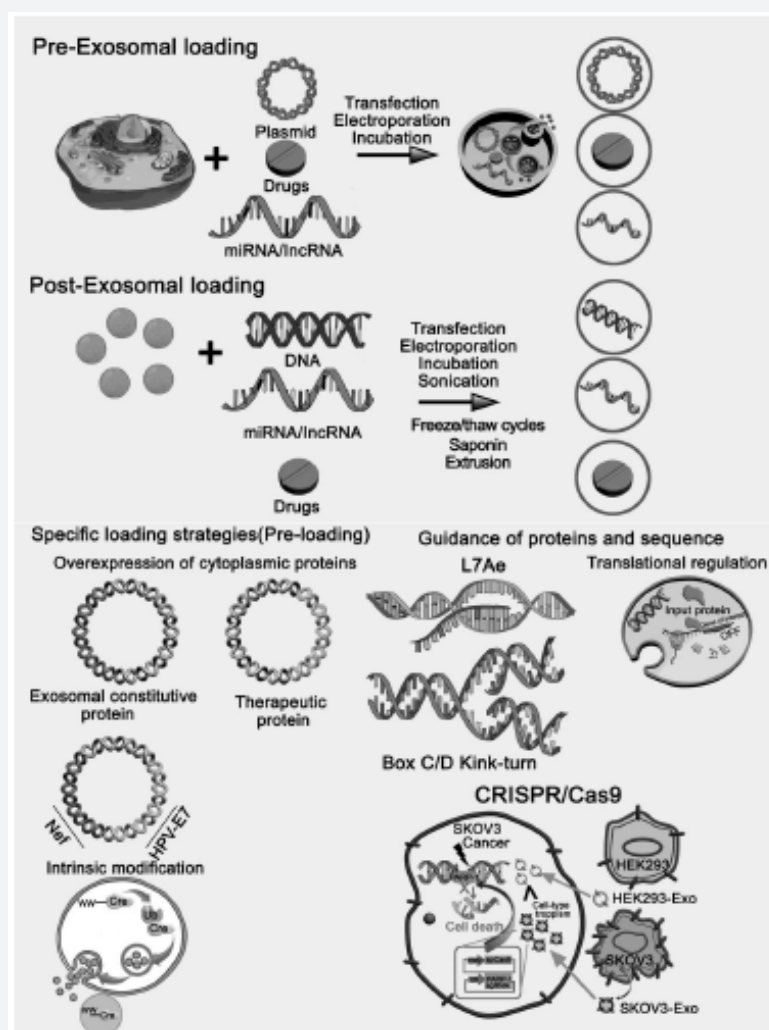 Pre-Exosomal loading
Plasmid
Drugs
miRNA/lncRNA
Transfection
Electroporation
Incubation
Post-Exosomal loading
DNA
miRNA/lncRNA
Drugs
Transfection
Electroporation
Incubation
Sonication
Freeze/thaw cycles
Saponin
Extrusion
Specific loading strategies(Pre-loading)
Overexpression of cytoplasmic proteins
Exosomal constitutive
protein
Therapeutic
protein
Nef
HPV-E7
Intrinsic modification
WW
Cre
Ub
Cre
WW
Cre
Guidance of proteins and sequence
L7Ae
Box C/D Kink-turn
Translational regulation
Input protein
OFF
CRISPR/Cas9
SKOV3
Cancer
Cell death
Cell-type
tropism
HEK293
HEK293-Exo
SKOV3
SKOV3-Exo